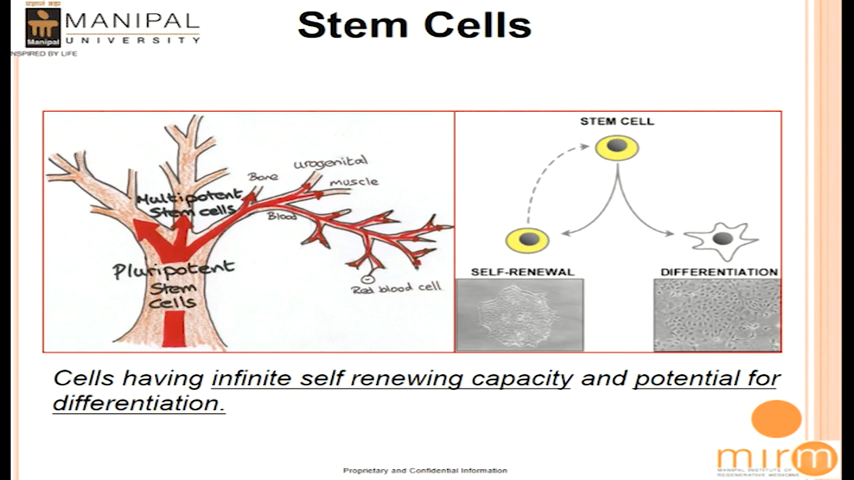 MANIPAL
UNIVERSITY
Manipal
INSPIRED BY LIFE
Stem Cells
Multipotent
Stem cells
Bone
urogenital
muscle
Blood
Pluripotent
Stem
Cells
Red blood cell
STEM CELL
SELF-RENEWAL
DIFFERENTIATION
Cells having infinite self renewing capacity and potential for
differentiation.
Proprietary and Confidential Information
mirm
MANIPAL INSTITUTE OF
REGENERATIVE MEDICINE